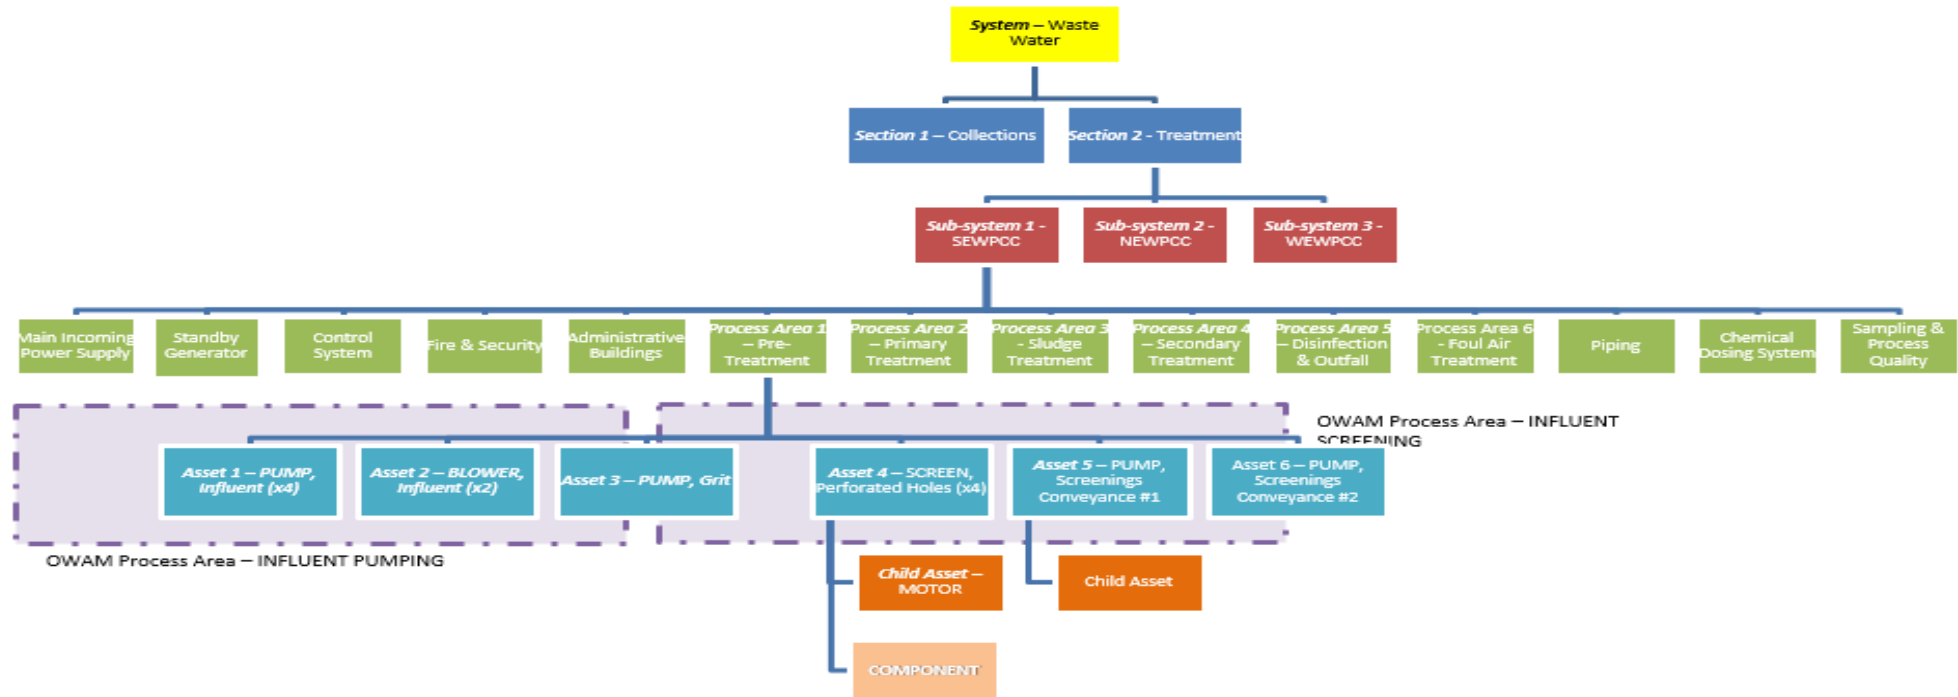 System – Waste
Water
Section 1 – Collections
Section 2 - Treatment
Sub-system 1 -
SEWPCC
Sub-system 2 -
NEWPCC
Sub-system 3 -
WEWPCC
Main Incoming
Power Supply
Standby
Generator
Control
System
Fire & Security
Administrative
Buildings
Process Area 1
– Pre-
Treatment
Process Area 2
– Primary
Treatment
Process Area 3
- Sludge
Treatment
Process Area 4
– Secondary
Treatment
Process Area 5
– Disinfection
& Outfall
Process Area 6
- Foul Air
Treatment
Piping
Chemical
Dosing System
Sampling &
Process
Quality
OWAM Process Area – INFLUENT
SCREENING
Asset 1 – PUMP,
Influent (x4)
Asset 2 – BLOWER,
Influent (x2)
Asset 3 – PUMP, Grit
Asset 4 – SCREEN,
Perforated Holes (x4)
Asset 5 – PUMP,
Screenings
Conveyance #1
Asset 6 – PUMP,
Screenings
Conveyance #2
OWAM Process Area – INFLUENT PUMPING
Child Asset –
MOTOR
Child Asset
COMPONENT